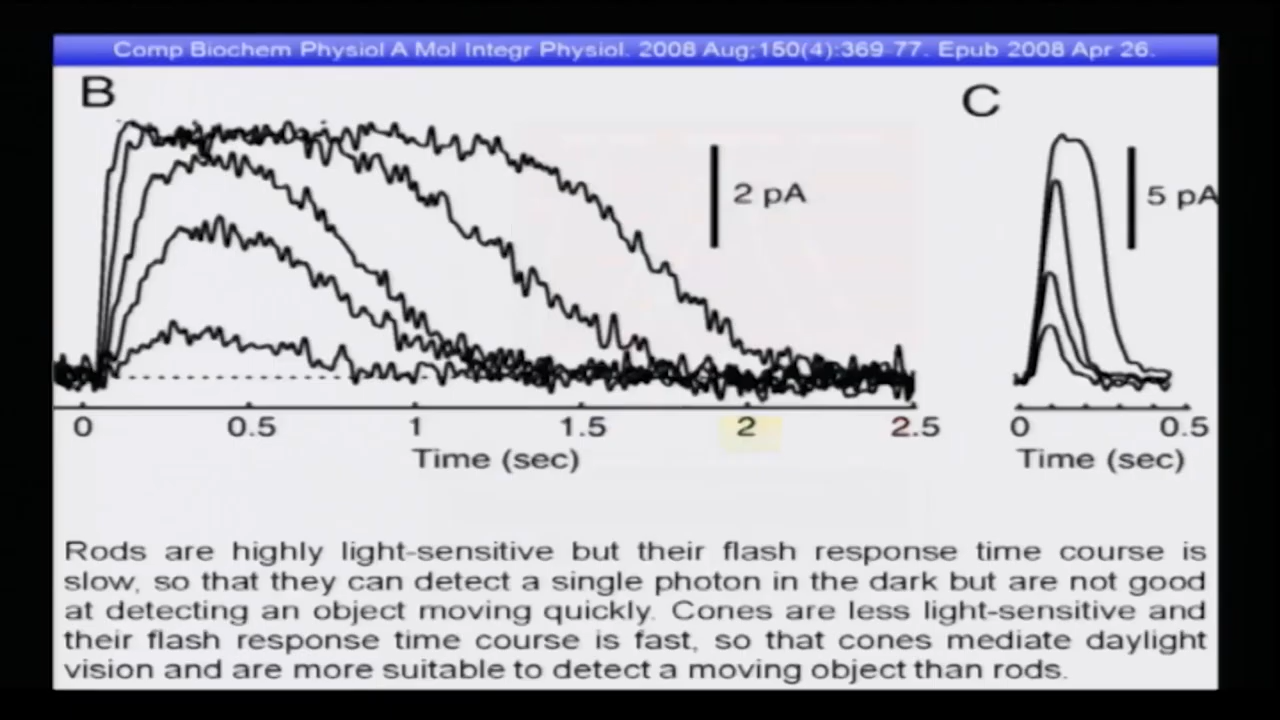 Comp Biochem Physiol A Mol Integr Physiol. 2008 Aug;150(4):369-77. Epub 2008 Apr 26.
B
C
2 pA
5 pA
0 0.5 1 1.5 2 2.5
0 0.5
Time (sec)
Time (sec)
Rods are highly light-sensitive but their flash response time course is
slow, so that they can detect a single photon in the dark but are not good
at detecting an object moving quickly. Cones are less light-sensitive and
their flash response time course is fast, so that cones mediate daylight
vision and are more suitable to detect a moving object than rods.